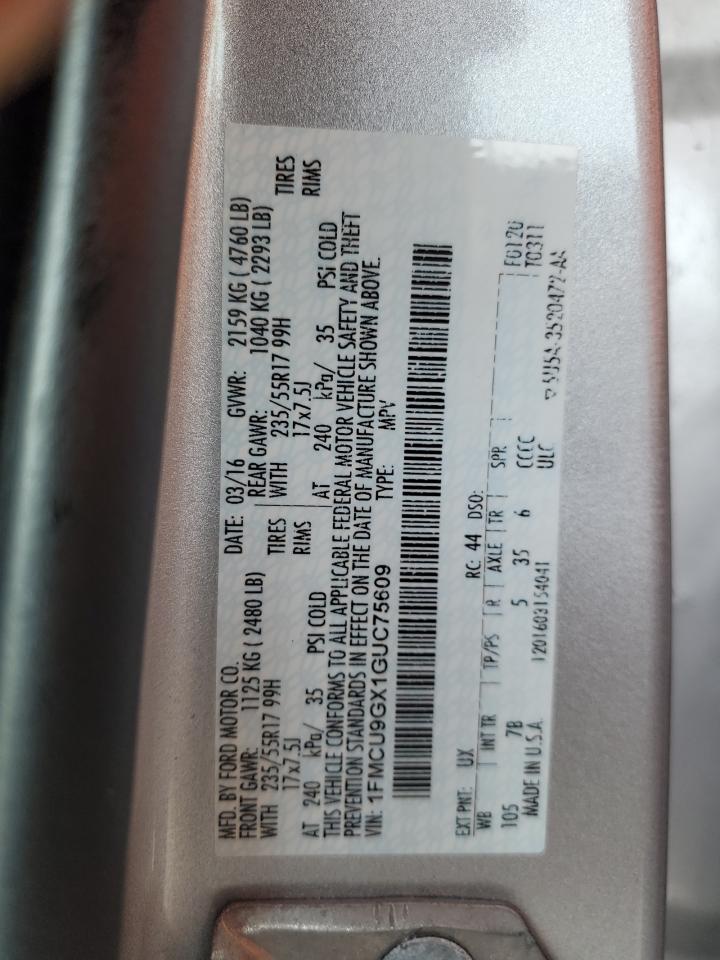 MFD. BY FORD MOTOR CO.
DATE: 03/16 GVWR: 2159 KG ( 4760 LB)
FRONT GAWR: 1125 KG ( 2480 LB) REAR GAWR: 1040 KG ( 2293 LB)
WITH 235/55R17 99H TIRES WITH 235/55R17 99H TIRES
17x7.5J RIMS 17x7.5J RIMS
AT 240 kPa/ 35 PSI COLD AT 240 kPa/ 35 PSI COLD
THIS VEHICLE CONFORMS TO ALL APPLICABLE FEDERAL MOTOR VEHICLE SAFETY AND THEFT
PREVENTION STANDARDS IN EFFECT ON THE DATE OF MANUFACTURE SHOWN ABOVE.
VIN: 1FMCU9GX1GUC75609 TYPE: MPV
EXT PNT: UX RC: 44 DSO:
WB INT TR TP/PS R AXLE TR SPR F0120
105 7B 5 35 6 CCCC T0311
MADE IN U.S.A. 1201603154041 ULC